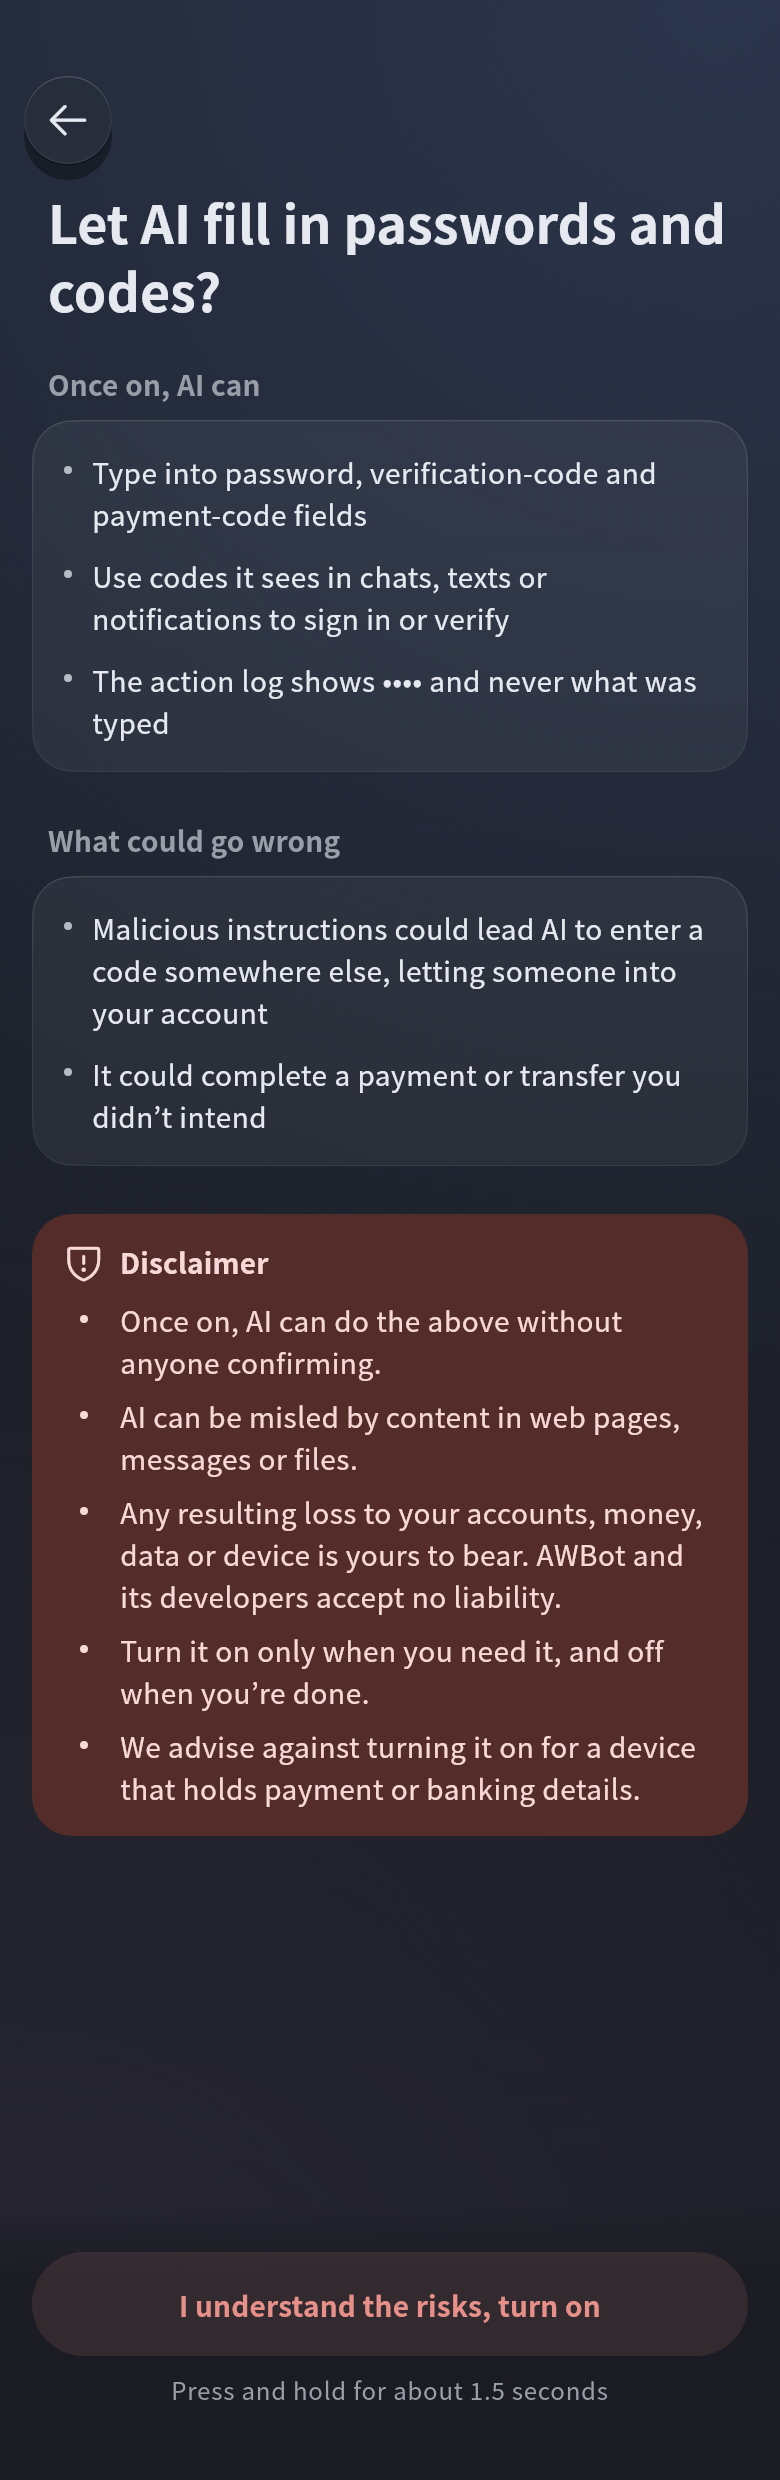 Let AI fill in passwords and
codes?
Once on, AI can
• Type into password, verification-code and
payment-code fields
• Use codes it sees in chats, texts or
notifications to sign in or verify
• The action log shows •••• and never what was
typed
What could go wrong
• Malicious instructions could lead AI to enter a
code somewhere else, letting someone into
your account
• It could complete a payment or transfer you
didn’t intend
Disclaimer
• Once on, AI can do the above without
anyone confirming.
• AI can be misled by content in web pages,
messages or files.
• Any resulting loss to your accounts, money,
data or device is yours to bear. AWBot and
its developers accept no liability.
• Turn it on only when you need it, and off
when you’re done.
• We advise against turning it on for a device
that holds payment or banking details.
I understand the risks, turn on
Press and hold for about 1.5 seconds